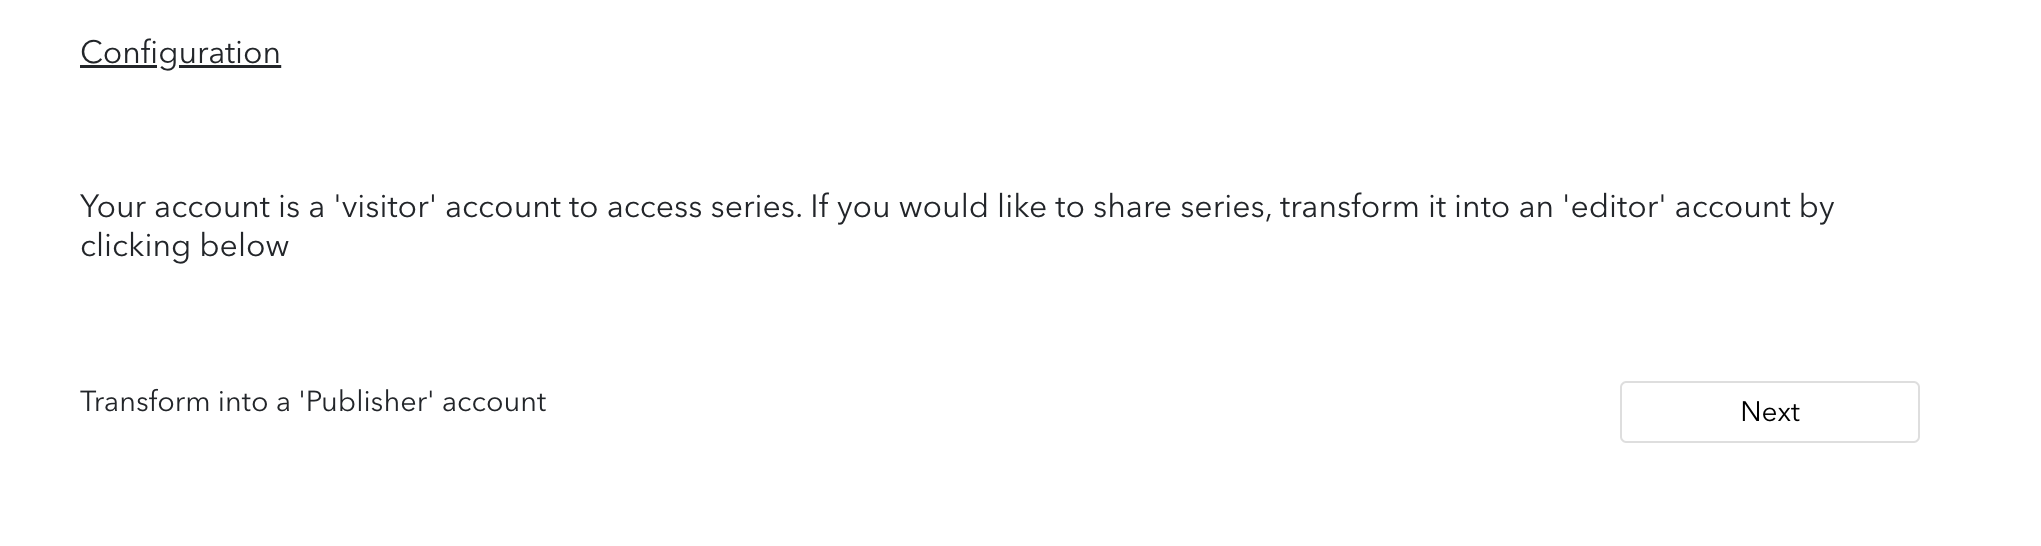 Configuration
Your account is a 'visitor' account to access series. If you would like to share series, transform it into an 'editor' account by
clicking below
Transform into a 'Publisher' account
Next